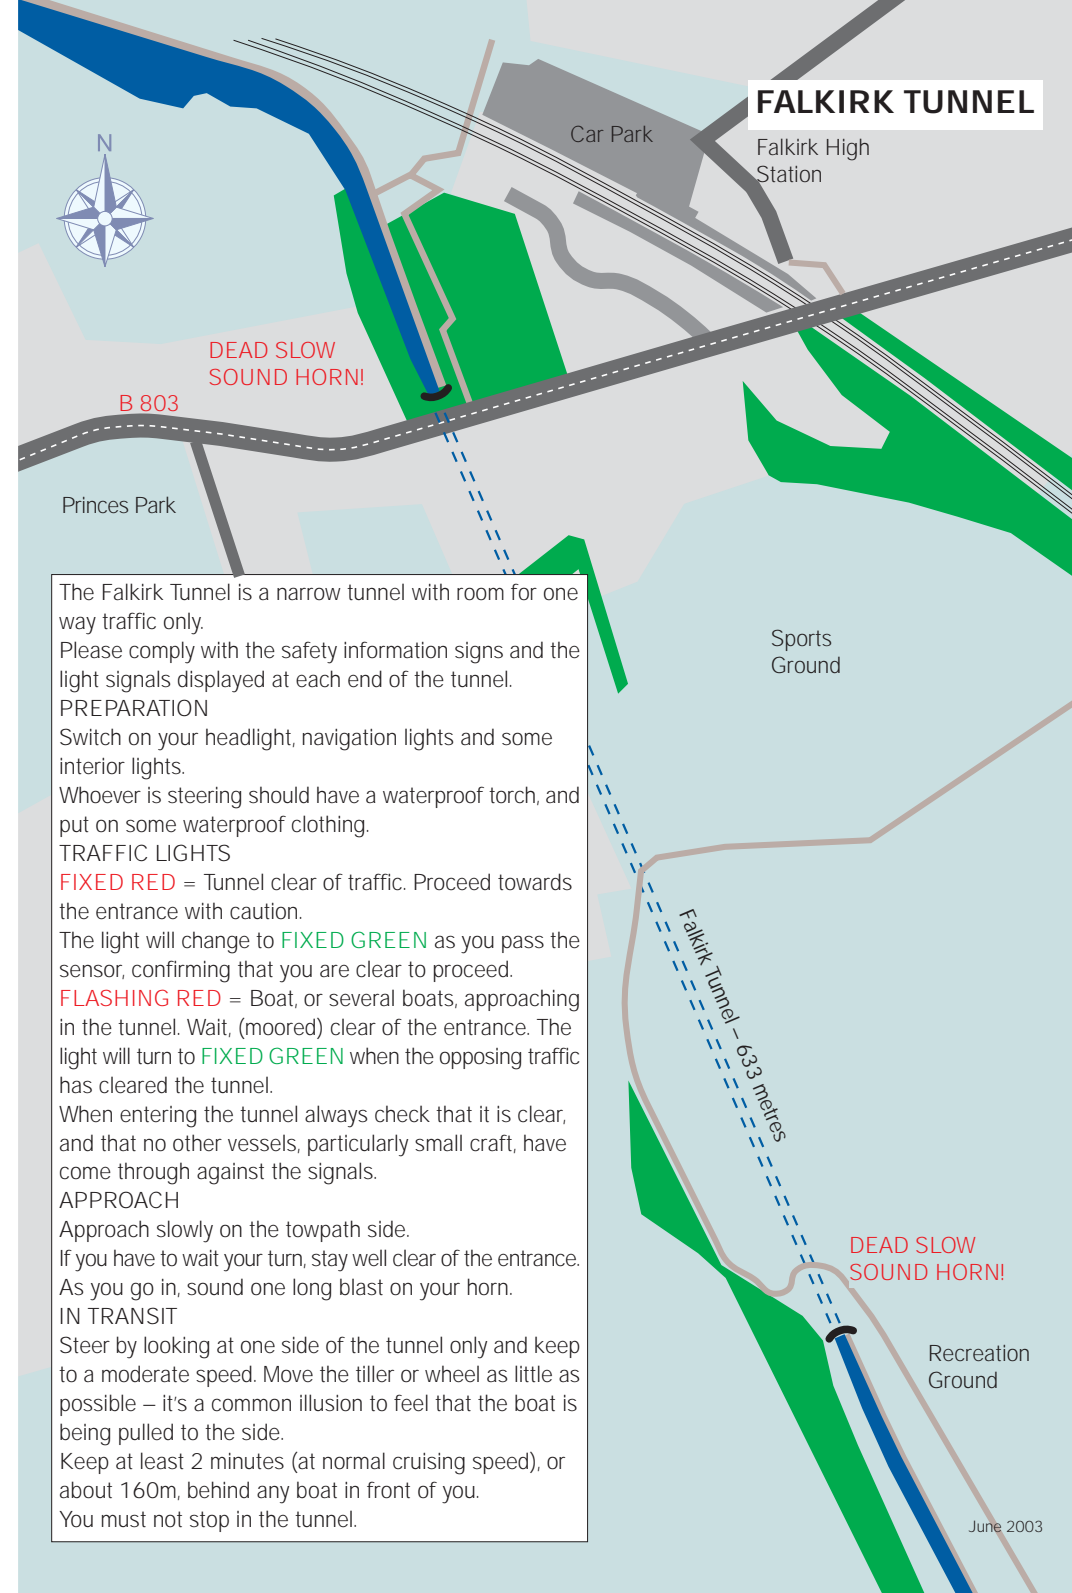 FALKIRK TUNNEL
Car Park
Falkirk High
Station
N
DEAD SLOW
SOUND HORN!
B 803
Princes Park
The Falkirk Tunnel is a narrow tunnel with room for one
way traffic only.
Please comply with the safety information signs and the
light signals displayed at each end of the tunnel.
PREPARATION
Switch on your headlight, navigation lights and some
interior lights.
Whoever is steering should have a waterproof torch, and
put on some waterproof clothing.
TRAFFIC LIGHTS
FIXED RED = Tunnel clear of traffic. Proceed towards
the entrance with caution.
The light will change to FIXED GREEN as you pass the
sensor, confirming that you are clear to proceed.
FLASHING RED = Boat, or several boats, approaching
in the tunnel. Wait, (moored) clear of the entrance. The
light will turn to FIXED GREEN when the opposing traffic
has cleared the tunnel.
When entering the tunnel always check that it is clear,
and that no other vessels, particularly small craft, have
come through against the signals.
APPROACH
Approach slowly on the towpath side.
If you have to wait your turn, stay well clear of the entrance.
As you go in, sound one long blast on your horn.
IN TRANSIT
Steer by looking at one side of the tunnel only and keep
to a moderate speed. Move the tiller or wheel as little as
possible – it's a common illusion to feel that the boat is
being pulled to the side.
Keep at least 2 minutes (at normal cruising speed), or
about 160m, behind any boat in front of you.
You must not stop in the tunnel.
Sports
Ground
Falkirk Tunnel – 633 metres
DEAD SLOW
SOUND HORN!
Recreation
Ground
June 2003